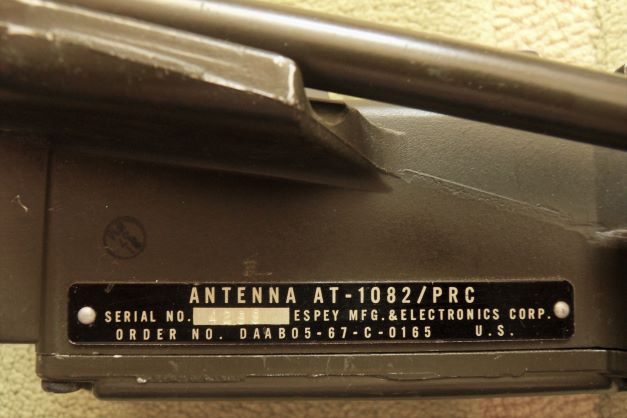 ANTENNA AT-1082/PRC
SERIAL NO. ESPEY MFG.&ELECTRONICS CORP.
ORDER NO. DAAB05-67-C-0165 U.S.